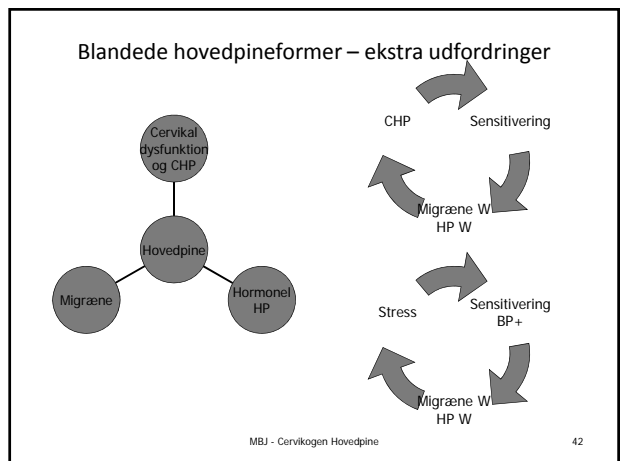 Blandede hovedpineformer – ekstra udfordringer
Cervikal
dysfunktion
og CHP
Hovedpine
Migræne
Hormonel
HP
CHP
Sensitivering
Migræne W
HP W
Stress
Sensitivering
BP+
Migræne W
HP W
MBJ - Cervikogen Hovedpine
42